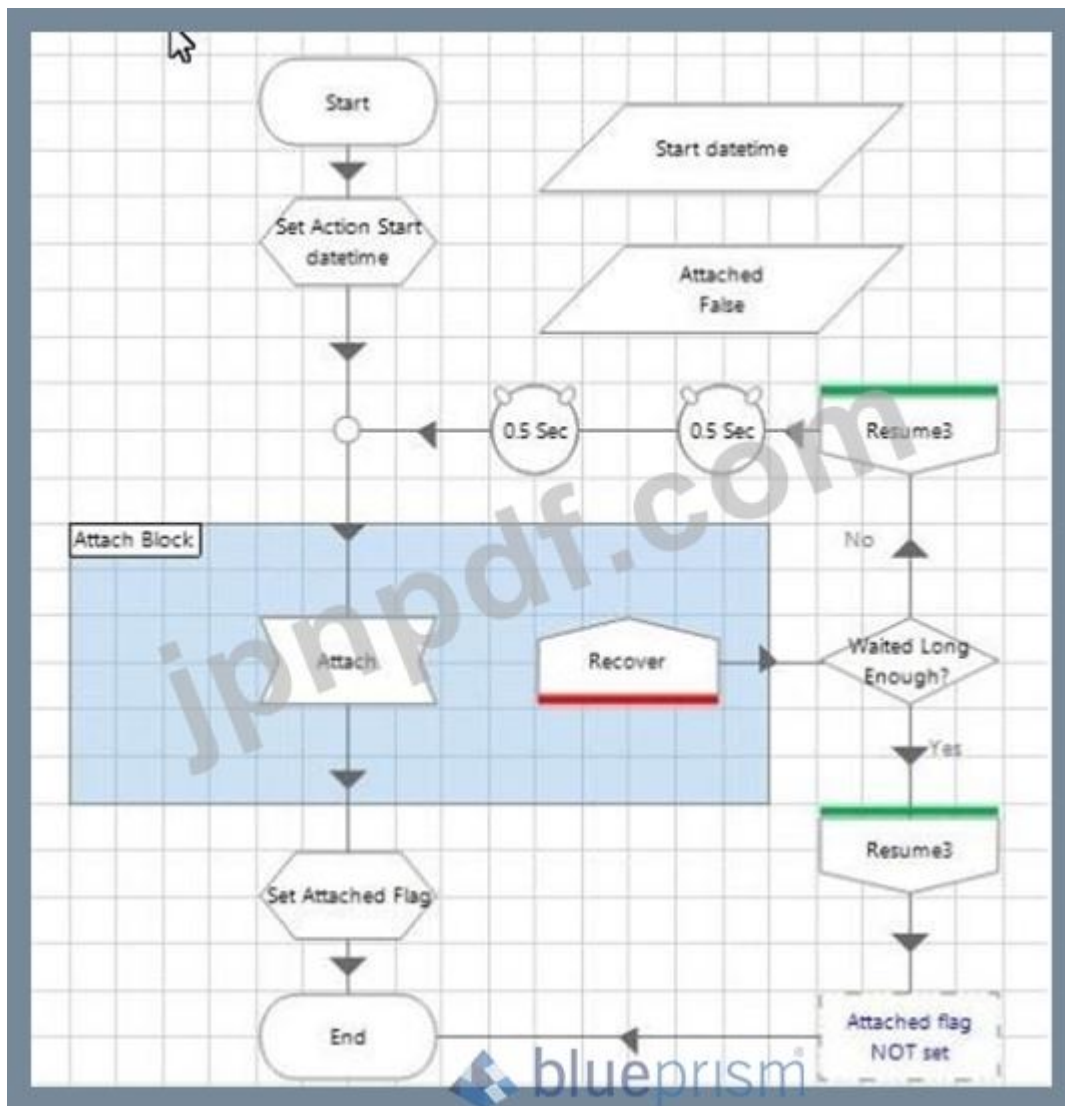 Start
Start datetime
Set Action Start
datetime
Attached
False
0.5 Sec
0.5 Sec
Resume3
Attach Block
No
Attach
Recover
Waited Long
Enough?
Yes
Resume3
Set Attached Flag
End
Attached flag
NOT set
blueprism
jpnpdf.com